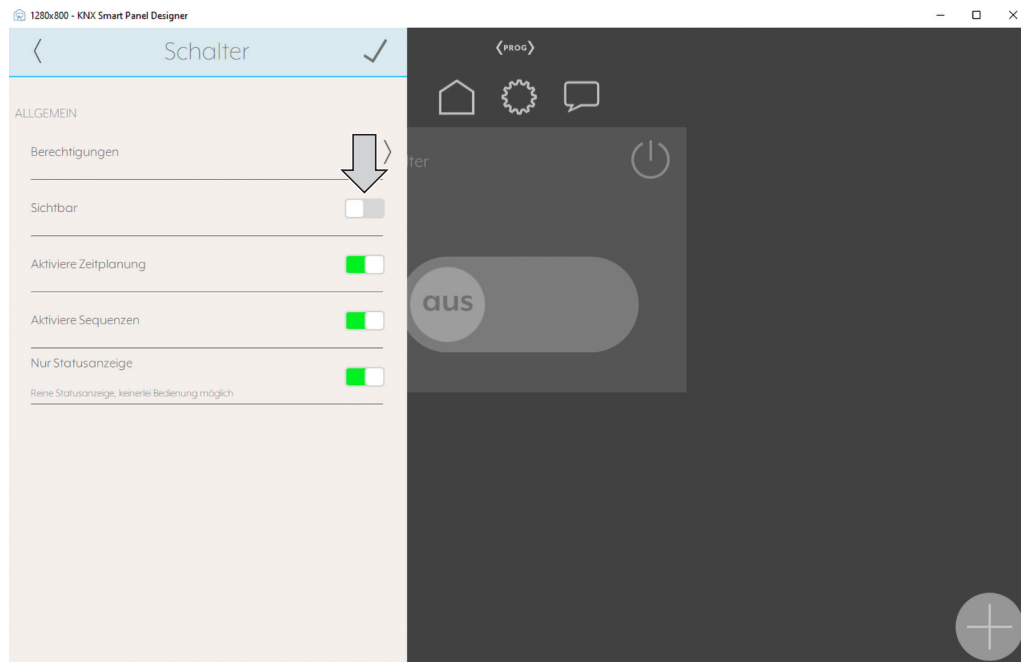 1280x800 - KNX Smart Panel Designer
Schalter
PROG
ALLGEMEIN
Berechtigungen
lter
Sichtbar
Aktiviere Zeitplanung
aus
Aktiviere Sequenzen
Nur Statusanzeige
Reine Statusanzeige, keinerlei Bedienung möglich